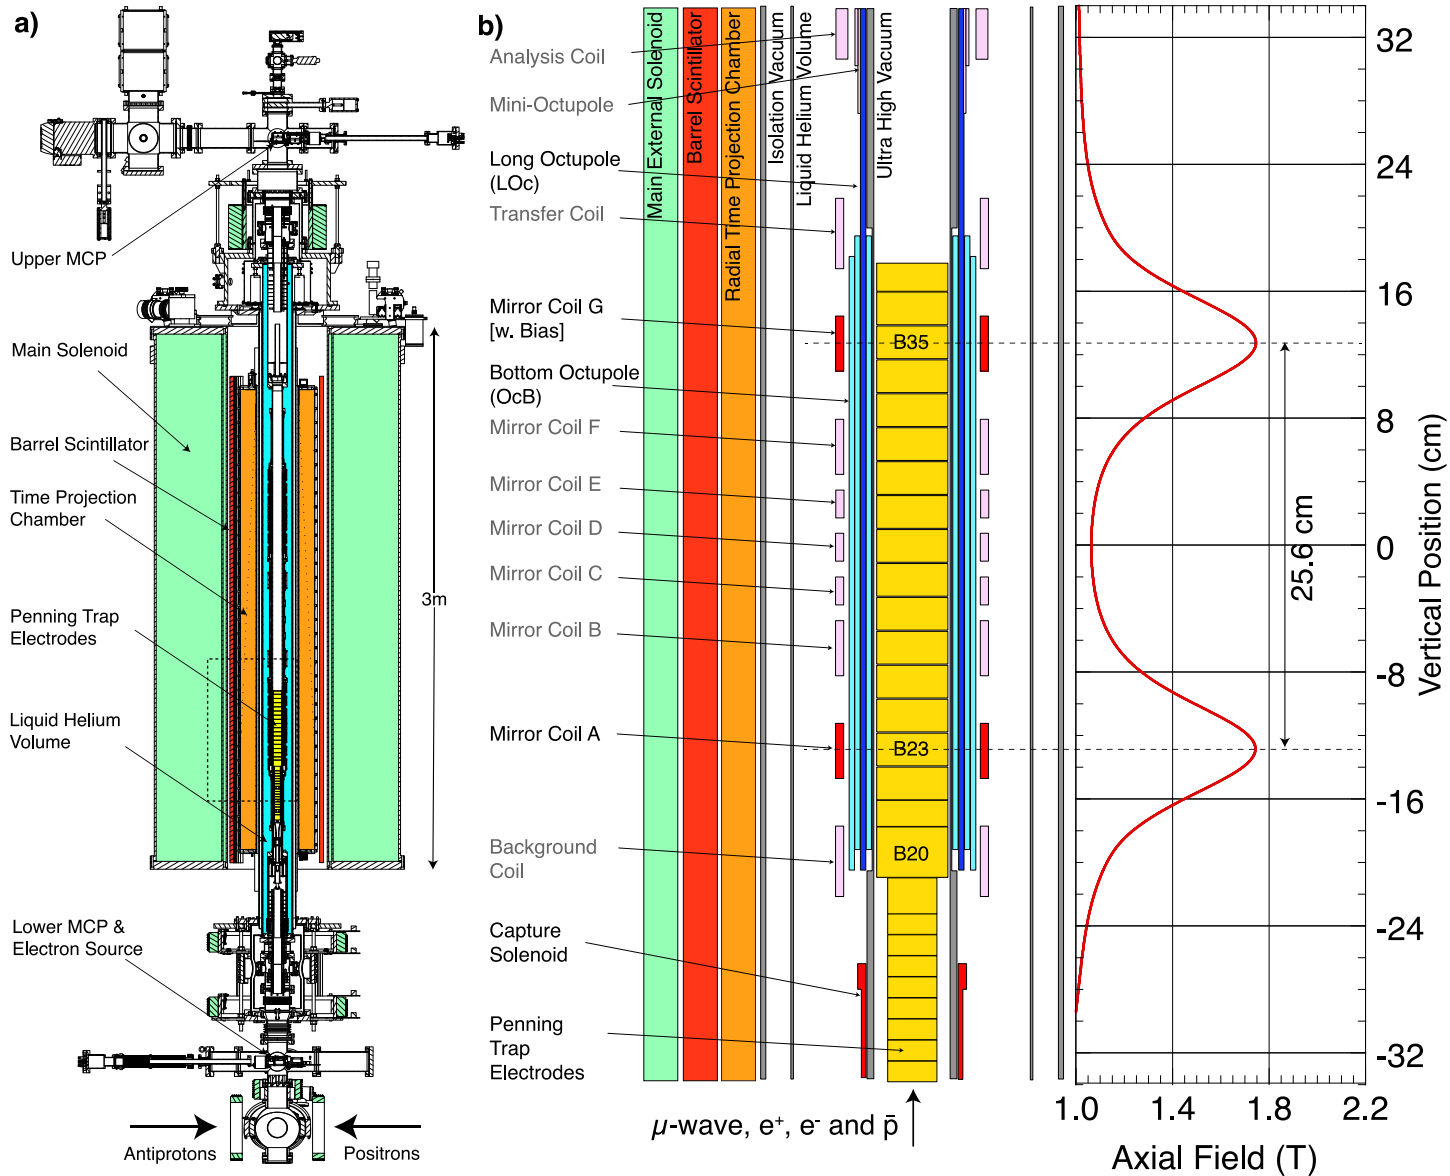 a)
Upper MCP
Main Solenoid
Barrel Scintillator
Time Projection
Chamber
Penning Trap
Electrodes
Liquid Helium
Volume
Lower MCP &
Electron Source
3m
Antiprotons
Positrons
b)
Analysis Coil
Mini-Octupole
Long Octupole
(LOc)
Transfer Coil
Mirror Coil G
[w. Bias]
Bottom Octupole
(OcB)
Mirror Coil F
Mirror Coil E
Mirror Coil D
Mirror Coil C
Mirror Coil B
Mirror Coil A
Background
Coil
Capture
Solenoid
Penning
Trap
Electrodes
Main External Solenoid
Barrel Scintillator
Radial Time Projection Chamber
Isolation Vacuum
Liquid Helium Volume
Ultra High Vacuum
B35
B23
B20
μ-wave, e⁺, e⁻ and p̄
25.6 cm
32
24
16
8
0
-8
-16
-24
-32
Vertical Position (cm)
1.0
1.4
1.8
2.2
Axial Field (T)